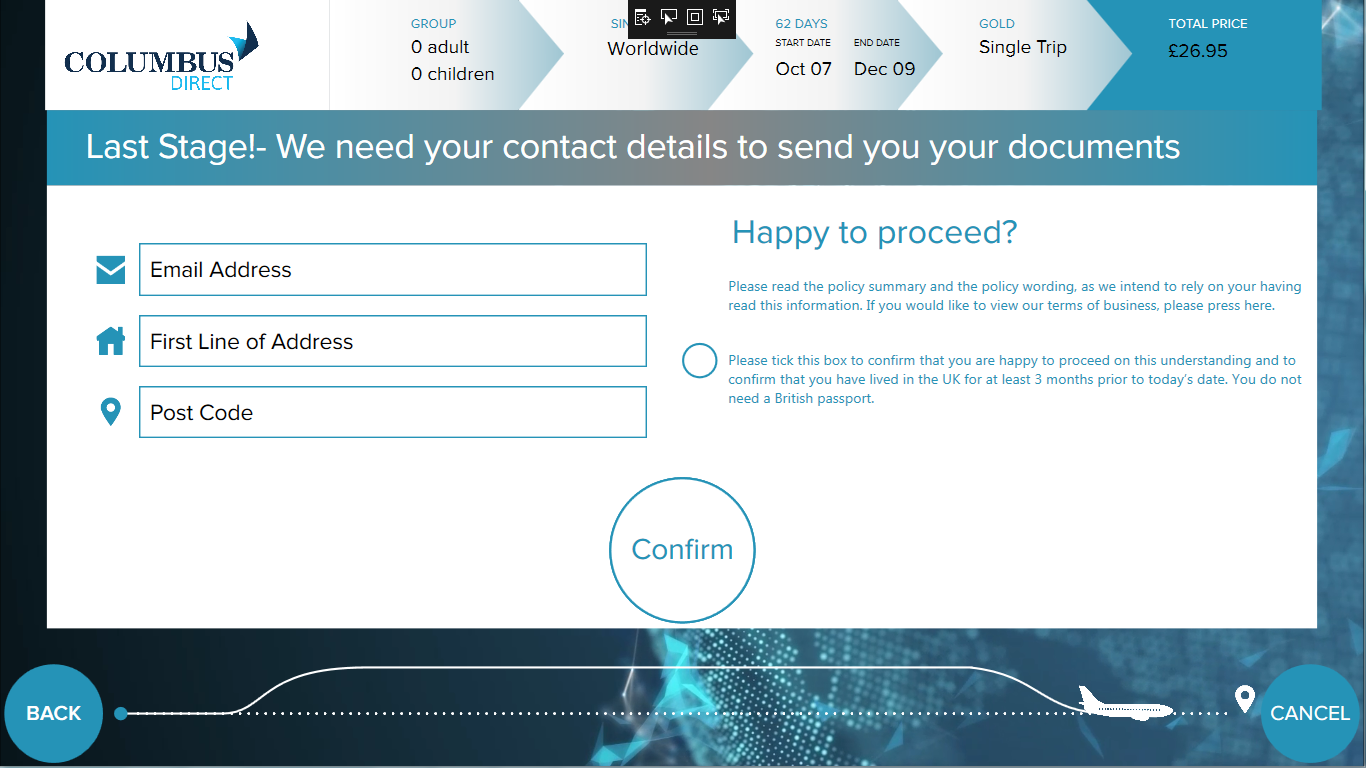 COLUMBUS
DIRECT
GROUP
0 adult
0 children
Worldwide
62 DAYS
START DATE END DATE
Oct 07 Dec 09
GOLD
Single Trip
TOTAL PRICE
£26.95
Last Stage!- We need your contact details to send you your documents
Email Address
First Line of Address
Post Code
Happy to proceed?
Please read the policy summary and the policy wording, as we intend to rely on your having
read this information. If you would like to view our terms of business, please press here.
Please tick this box to confirm that you are happy to proceed on this understanding and to
confirm that you have lived in the UK for at least 3 months prior to today's date. You do not
need a British passport.
Confirm
BACK
CANCEL